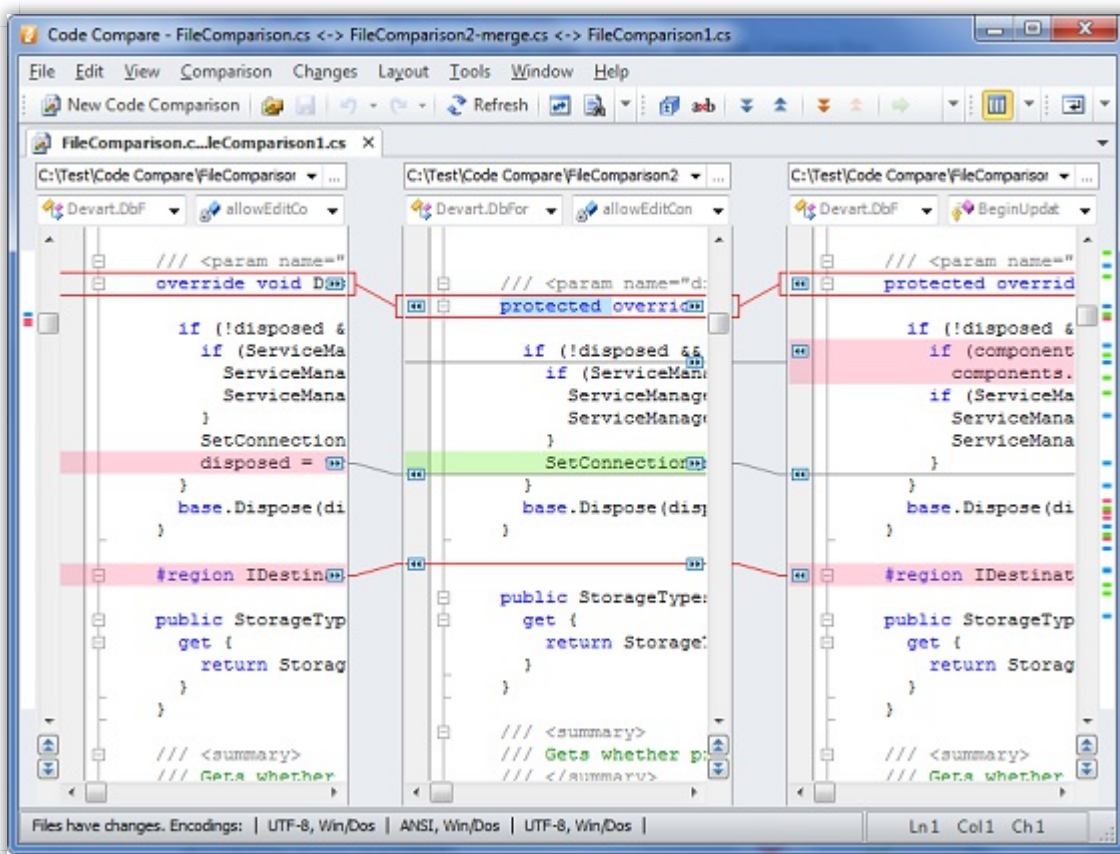 Code Compare - FileComparison.cs <-> FileComparison2-merge.cs <-> FileComparison1.cs
File Edit View Comparison Changes Layout Tools Window Help
New Code Comparison Refresh
FileComparison.c...leComparison1.cs X
C:\Test\Code Compare\FileComparisor ...
Devart.DbF allowEditCo
/// <param name="
override void D
if (!disposed &
if (ServiceMa
ServiceMana
ServiceMana
}
SetConnection
disposed =
}
base.Dispose(di
}
#region IDestin
public StorageTyp
get {
return Storag
}
}
/// <summary>
/// Gets whether
C:\Test\Code Compare\FileComparison2 ...
Devart.DbFor allowEditCon
/// <param name="d
protected overrid
if (!disposed &&
if (ServiceMan
ServiceManage
ServiceManage
}
SetConnection
}
base.Dispose(disp
}
public StorageTypes
get {
return Storage
}
}
/// <summary>
/// Gets whether p
/// </summary>
C:\Test\Code Compare\FileComparisor ...
Devart.DbF BeginUpdat
/// <param name="
protected overrid
if (!disposed &
if (component
components.
if (ServiceMa
ServiceMana
ServiceMana
}
}
base.Dispose(di
}
#region IDestinat
public StorageTyp
get {
return Storag
}
}
/// <summary>
/// Gets whether
Files have changes. Encodings: | UTF-8, Win/Dos | ANSI, Win/Dos | UTF-8, Win/Dos |
Ln 1 Col 1 Ch 1